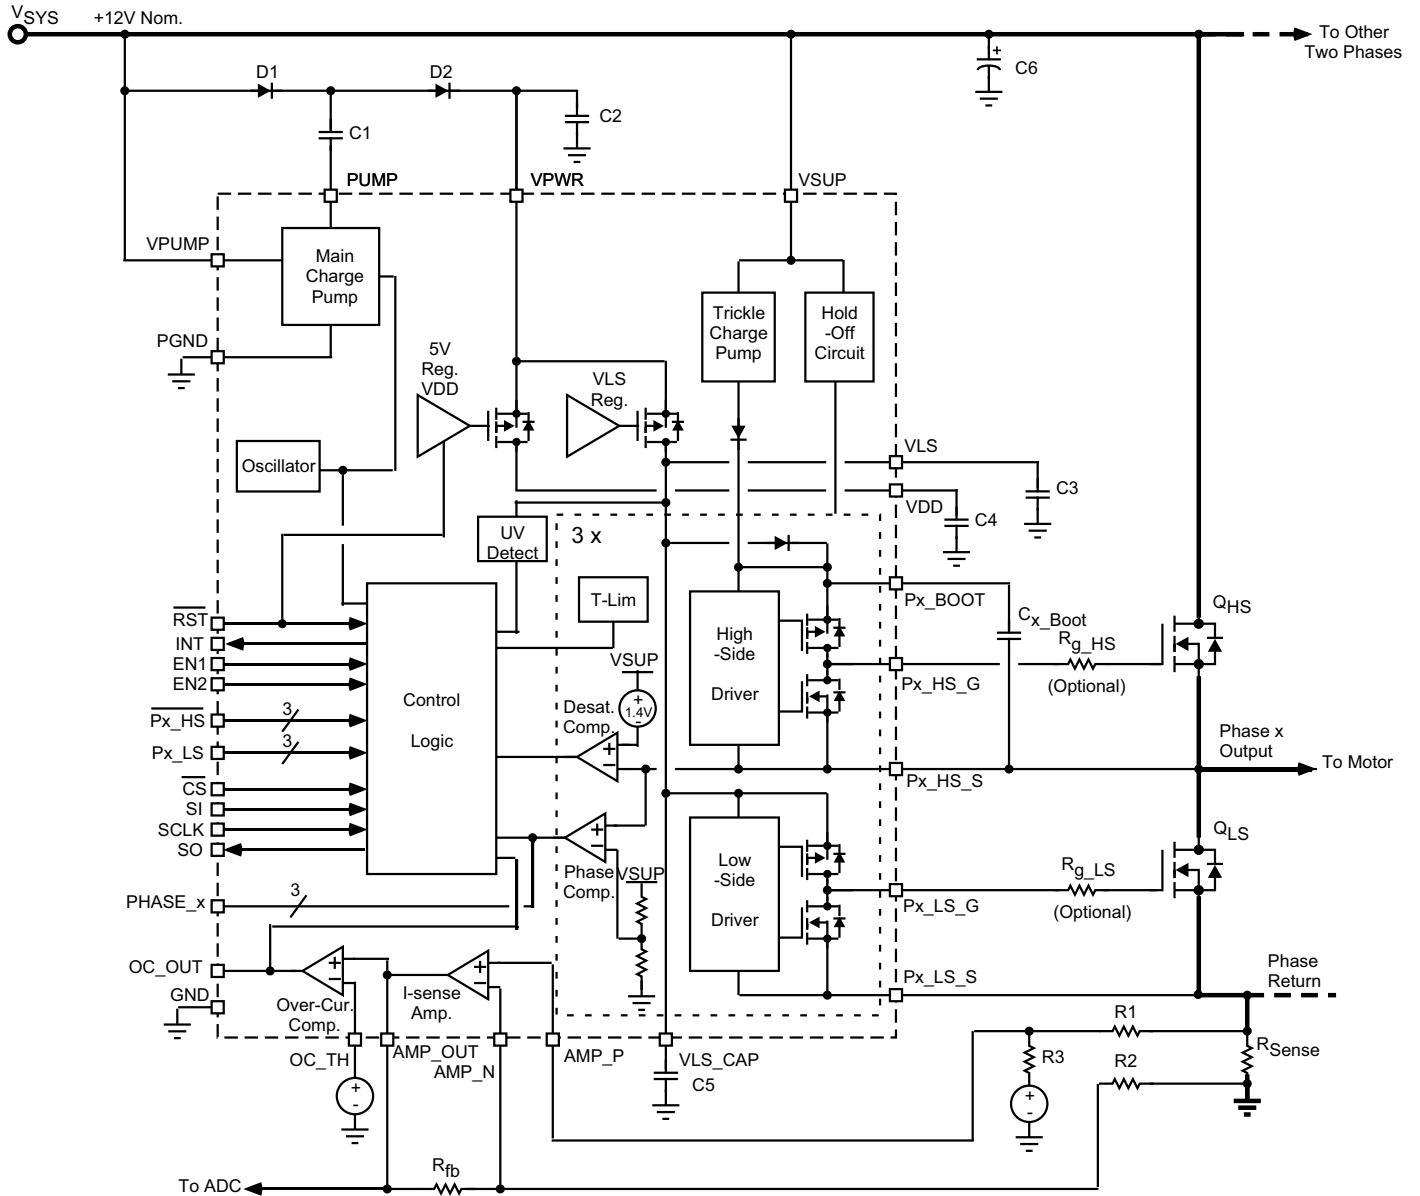 VSYS +12V Nom.
To Other
Two Phases
D1
D2
C6
+
C1
C2
PUMP
VPWR
VSUP
VPUMP
Main
Charge
Pump
PGND
Trickle
Charge
Pump
Hold
-Off
Circuit
5V
Reg.
VDD
VLS
Reg.
Oscillator
VLS
C3
VDD
C4
UV
Detect
3 x
T-Lim
Px_BOOT
Cx_Boot
QHS
RST
INT
EN1
EN2
High
-Side
Driver
Rg_HS
(Optional)
Px_HS_G
VSUP
+
1.4V
-
Desat.
Comp.
+
−
Control
Logic
Px_HS
3
Px_LS
3
Phase x
Output
To Motor
Px_HS_S
CS
SI
SCLK
SO
+
−
Phase
Comp.
VSUP
Low
-Side
Driver
QLS
Rg_LS
(Optional)
Px_LS_G
PHASE_x
3
OC_OUT
+
−
Over-Cur.
Comp.
+
−
I-sense
Amp.
GND
Px_LS_S
Phase
Return
R1
RSense
R2
R3
+
-
OC_TH
AMP_OUT
AMP_N
AMP_P
VLS_CAP
C5
+
-
Rfb
To ADC